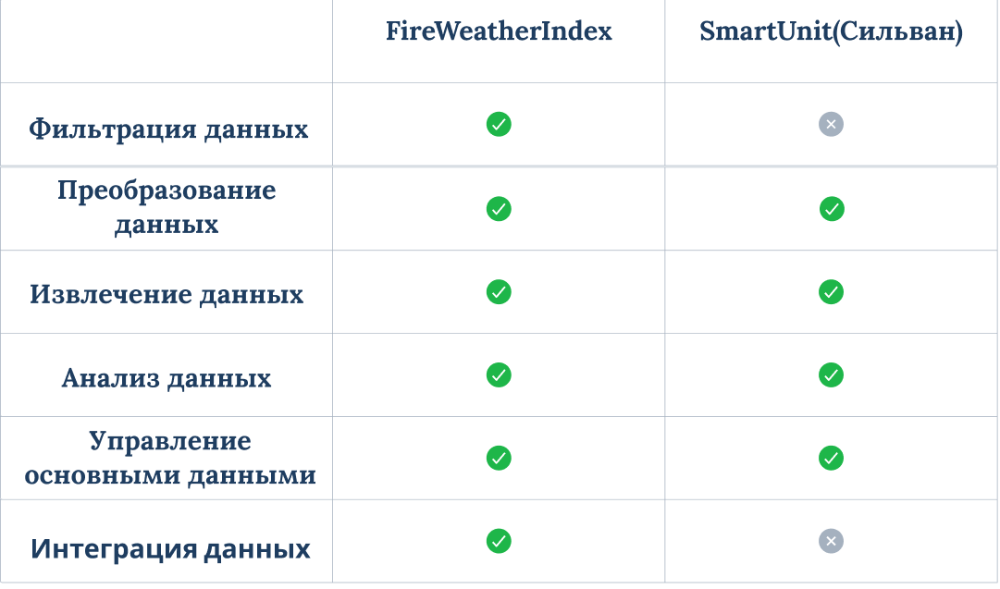 FireWeatherIndex
SmartUnit(Сильван)
Фильтрация данных
Преобразование
данных
Извлечение данных
Анализ данных
Управление
основными данными
Интеграция данных